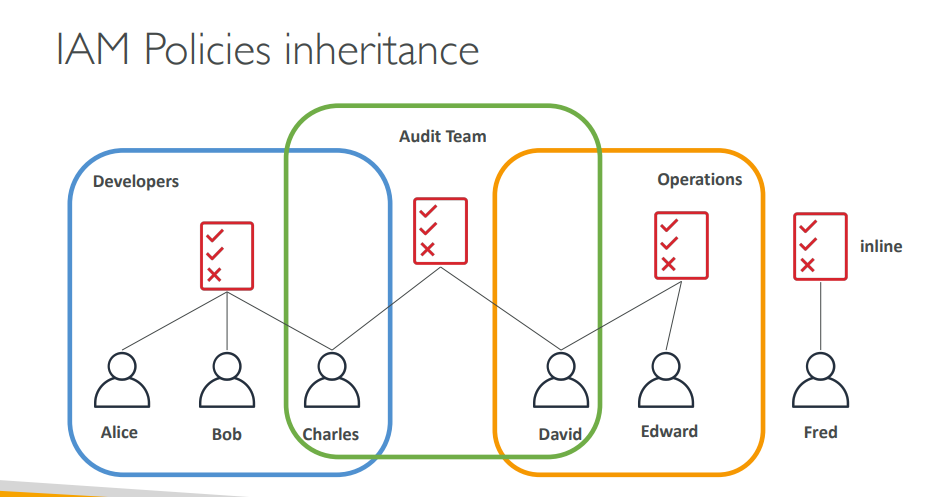 IAM Policies inheritance
Audit Team
Developers
Operations
inline
Alice
Bob
Charles
David
Edward
Fred